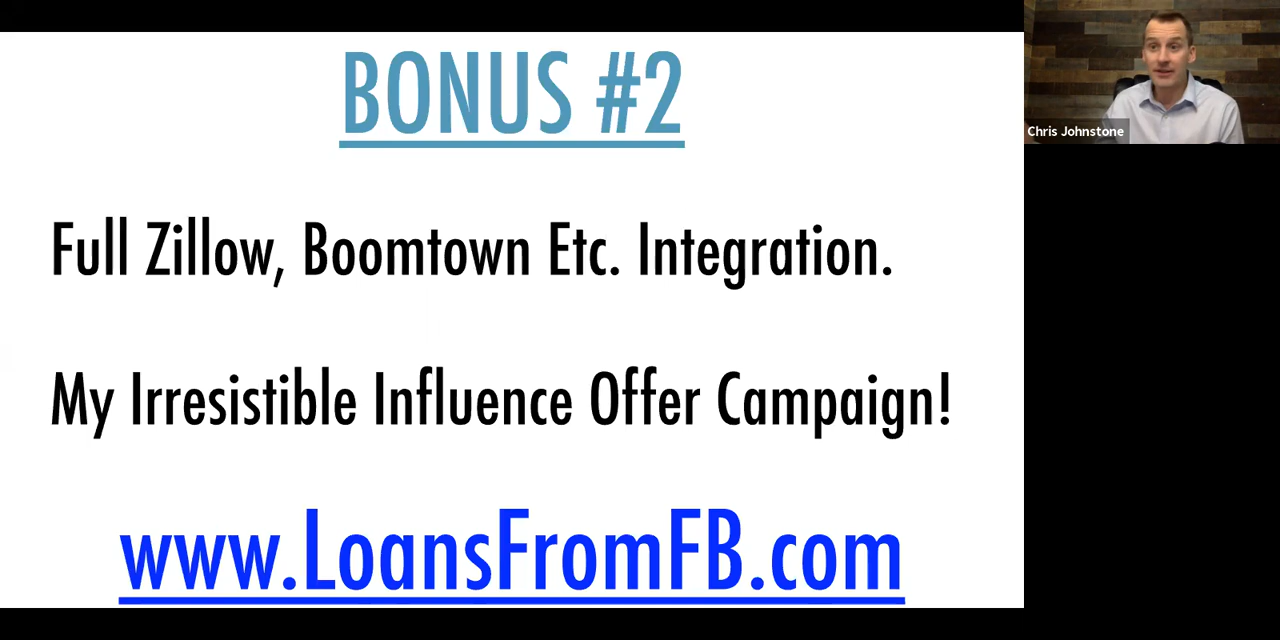 BONUS #2
Full Zillow, Boomtown Etc. Integration.
My Irresistible Influence Offer Campaign!
www.LoansFromFB.com
Chris Johnstone